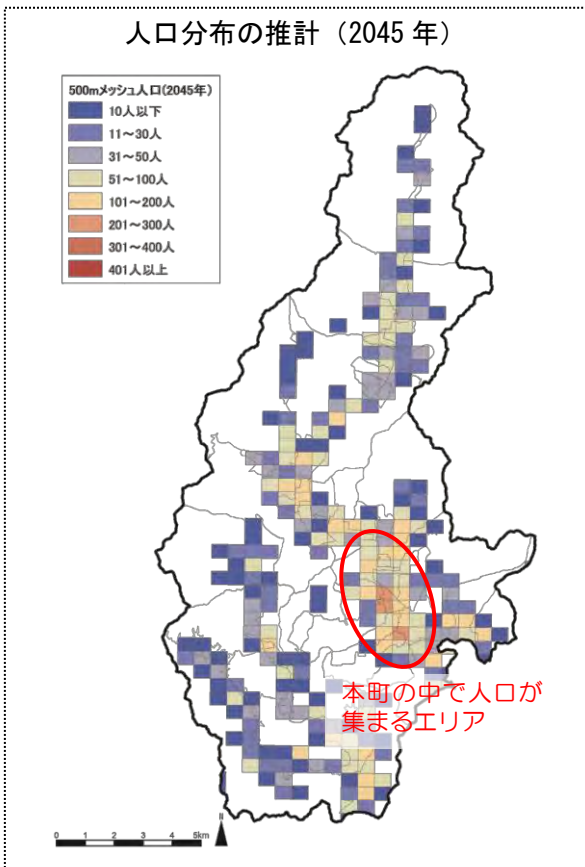 人口分布の推計（2045 年）
500mメッシュ人口(2045年)
10人以下
11～30人
31～50人
51～100人
101～200人
201～300人
301～400人
401人以上
本町の中で人口が
集まるエリア
0 1 2 3 4 5km
N